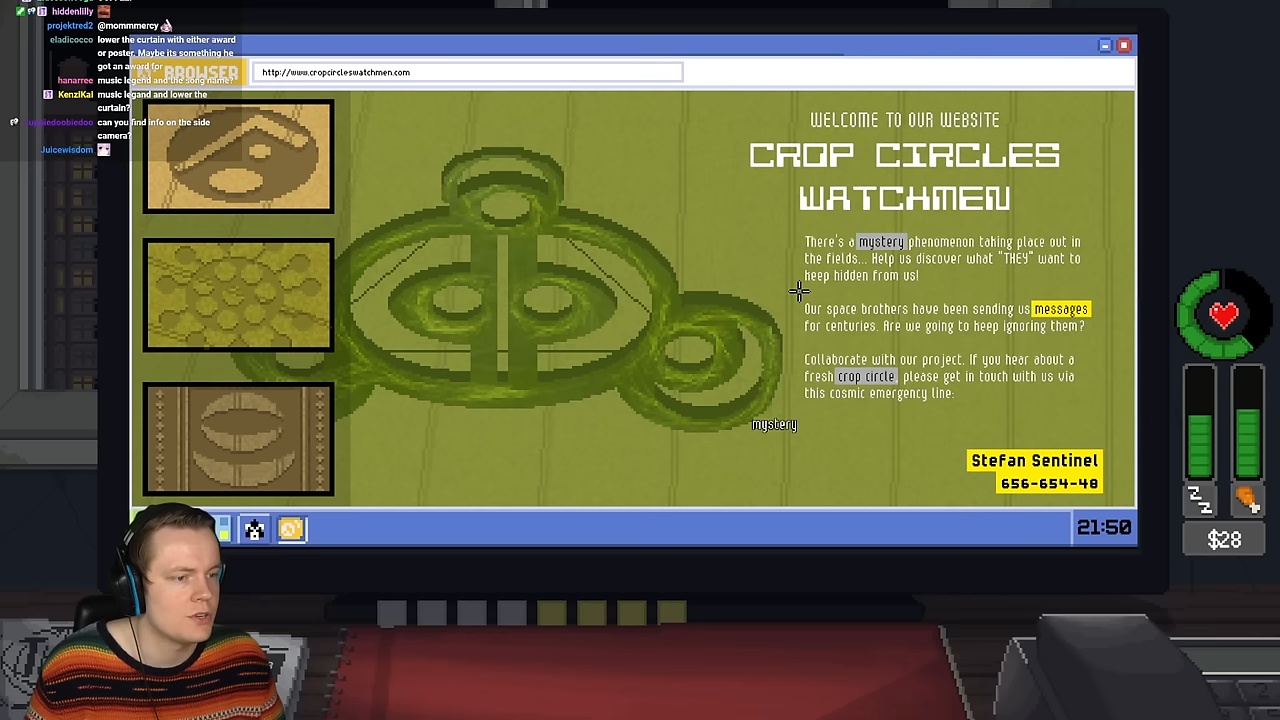 hiddenlilly
projektred2 @mommmercy
eladicocco lower the curtain with either award
or poster. Maybe its something he
got an award for
hanarree music legend and the song name?
KenziKai music legand and lower the
curtain?
can you find info on the side
camera?
Juicewisdom
BROWSER
http://www.cropcircleswatchmen.com
WELCOME TO OUR WEBSITE
CROP CIRCLES
WATCHMEN
There's a mystery phenomenon taking place out in
the fields... Help us discover what "THEY" want to
keep hidden from us!
Our space brothers have been sending us messages
for centuries. Are we going to keep ignoring them?
Collaborate with our project. If you hear about a
fresh crop circle please get in touch with us via
this cosmic emergency line:
mystery
Stefan Sentinel
656-654-48
21:50
$28